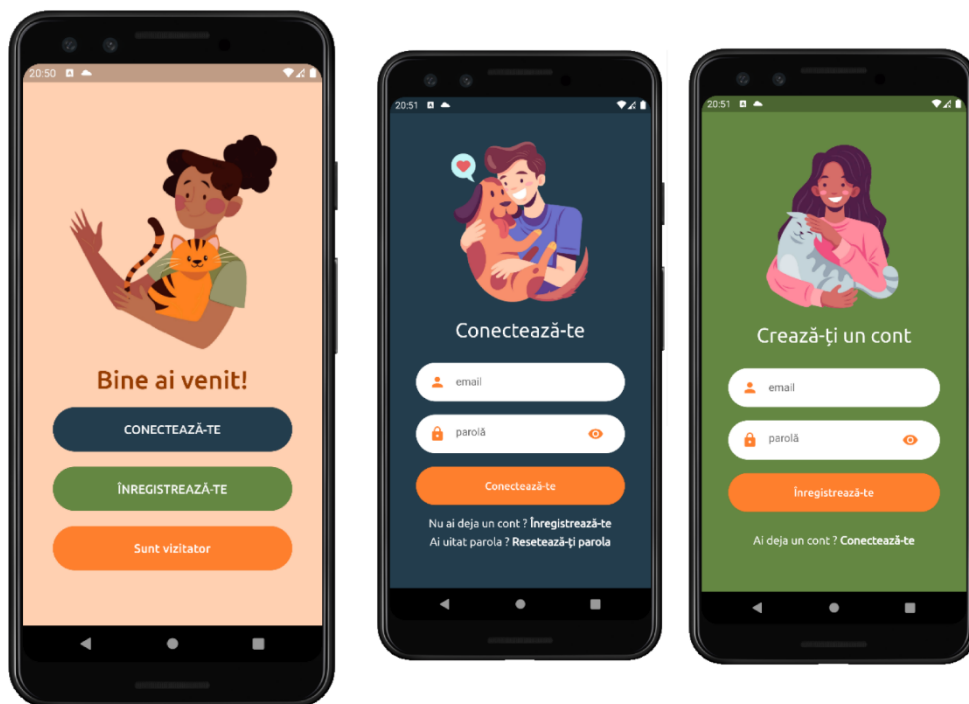 20:50
Bine ai venit!
CONECTEAZĂ-TE
ÎNREGISTREAZĂ-TE
Sunt vizitator
20:51
Conectează-te
email
parolă
Conectează-te
Nu ai deja un cont ? Înregistrează-te
Ai uitat parola ? Resetează-ți parola
20:51
Crează-ți un cont
email
parolă
Înregistrează-te
Ai deja un cont ? Conectează-te